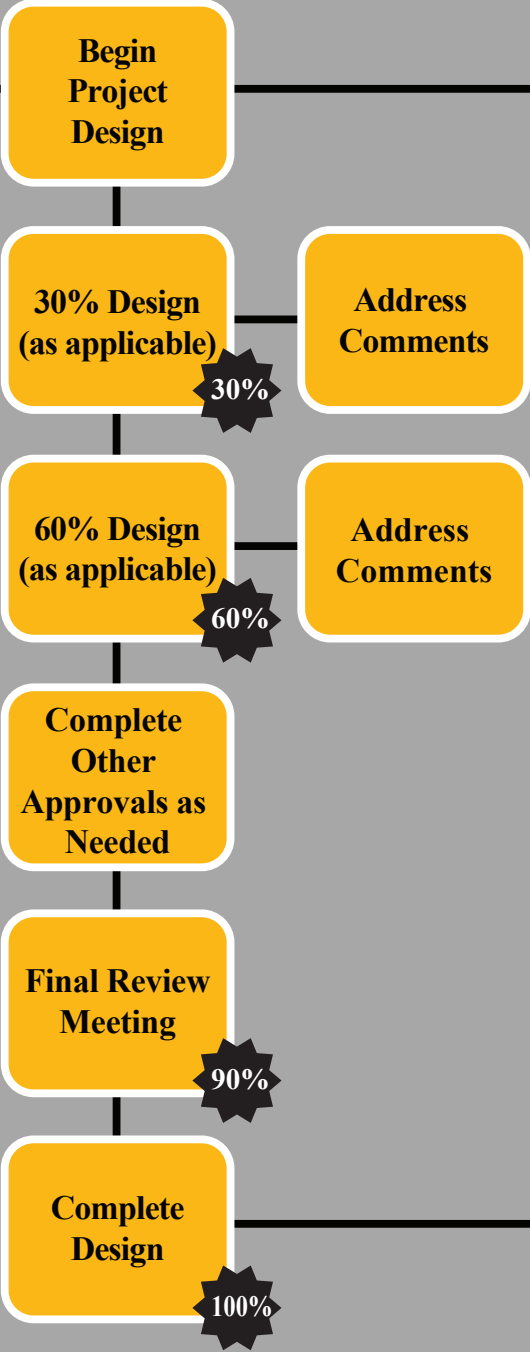 Begin
Project
Design
30% Design
(as applicable)
30%
Address
Comments
60% Design
(as applicable)
60%
Address
Comments
Complete
Other
Approvals as
Needed
Final Review
Meeting
90%
Complete
Design
100%